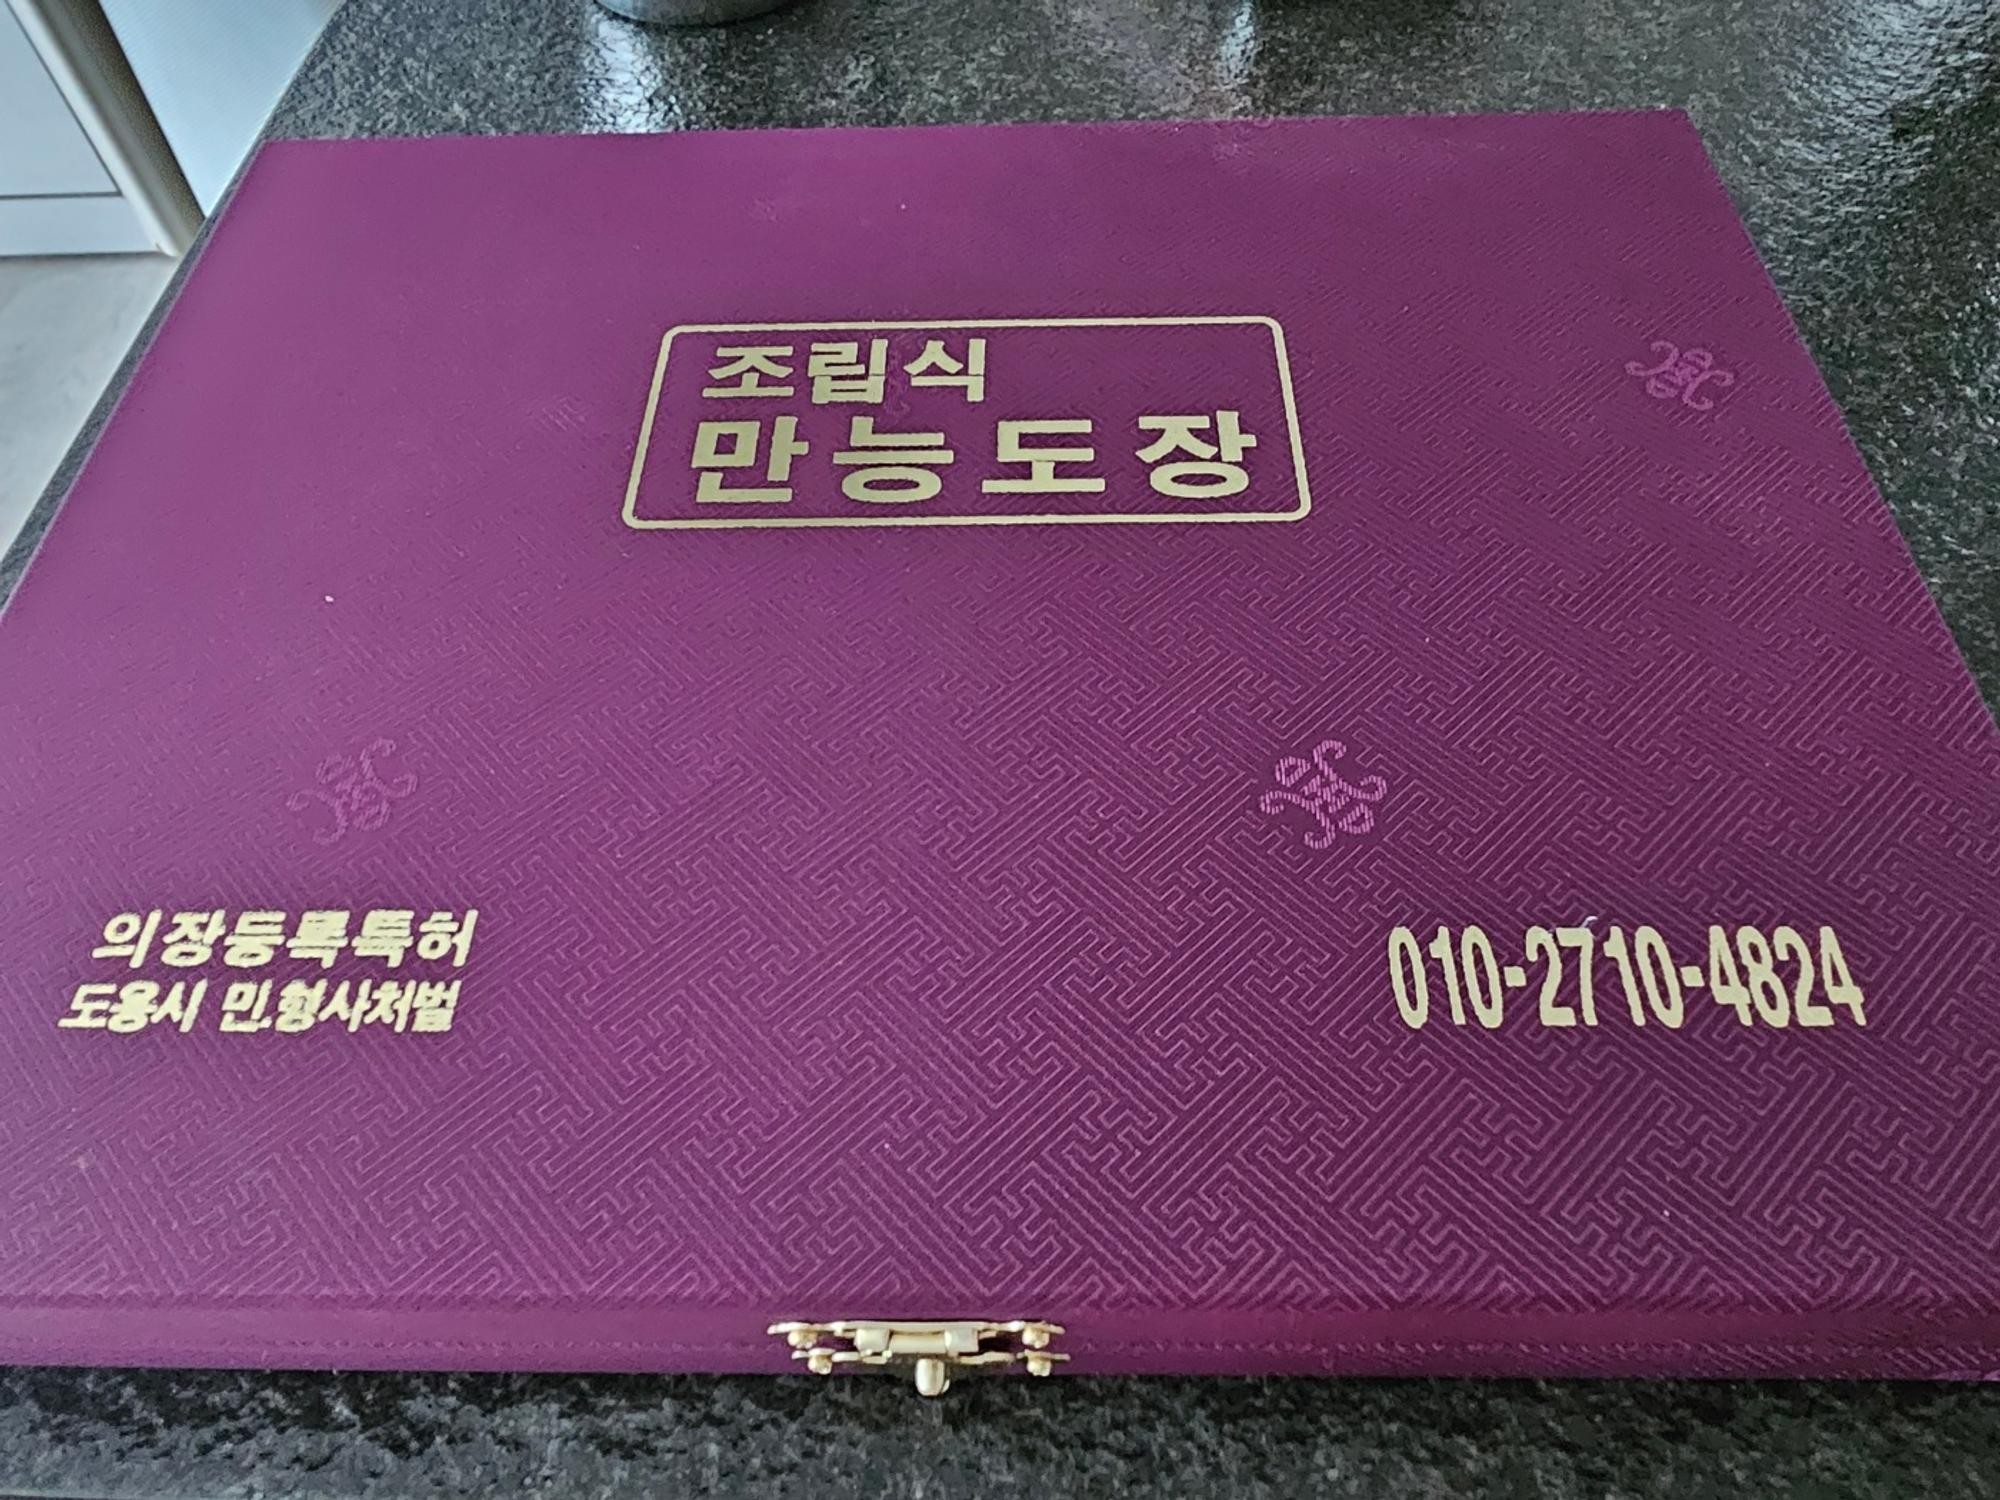 조립식
만능도장
의장등록특허
도용시 민.형사처벌
010-2710-4824